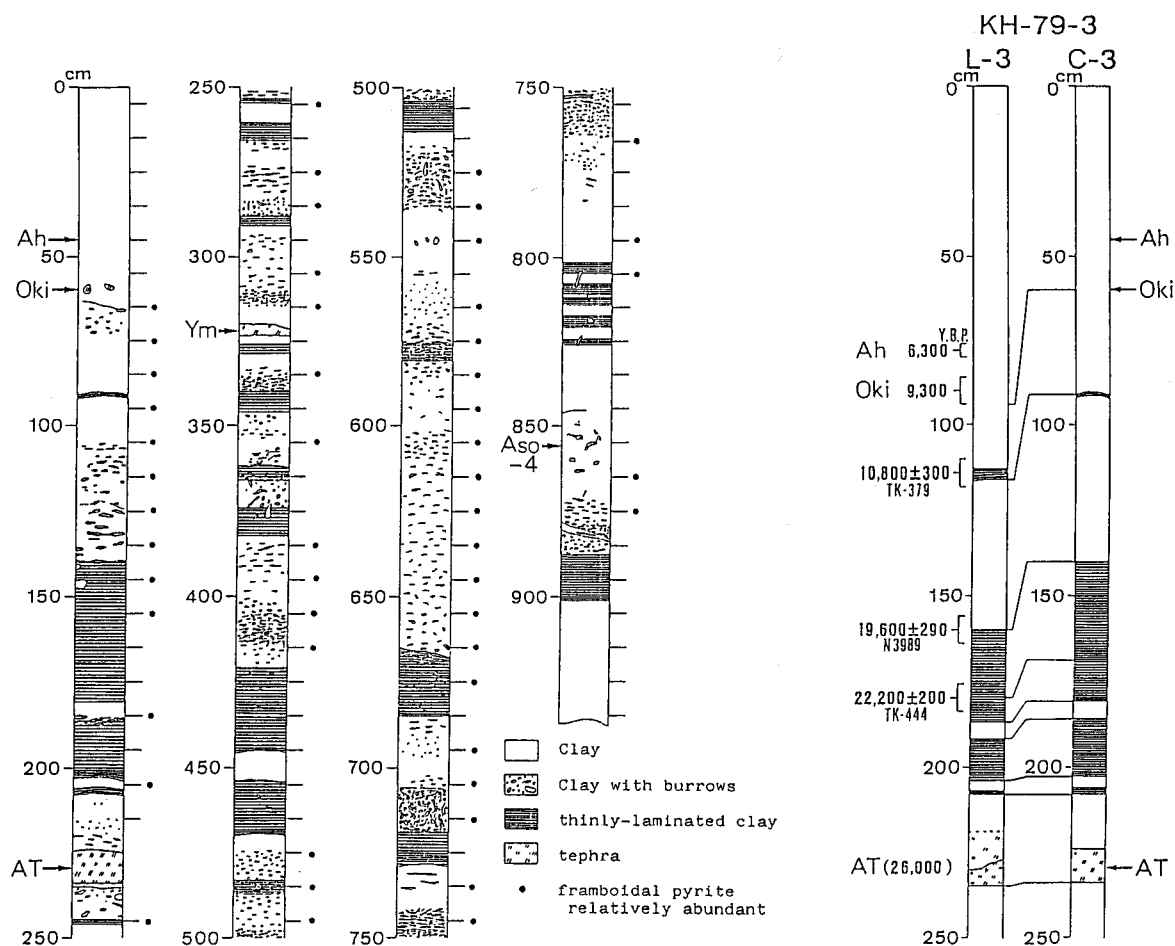 KH-79-3
L-3 C-3
cm
0
50
100
150
200
250
Ah
Oki
AT
250
300
350
400
450
500
Ym
500
550
600
650
700
750
750
800
850
900
Aso
-4
Clay
Clay with burrows
thinly-laminated clay
tephra
framboidal pyrite
relatively abundant
cm
0
50
100
150
200
250
Y.B.P.
Ah 6,300
Oki 9,300
10,800±300
TK-379
19,600±290
N3989
22,200±200
TK-444
AT(26,000)
cm
0
50
100
150
200
250
Ah
Oki
AT